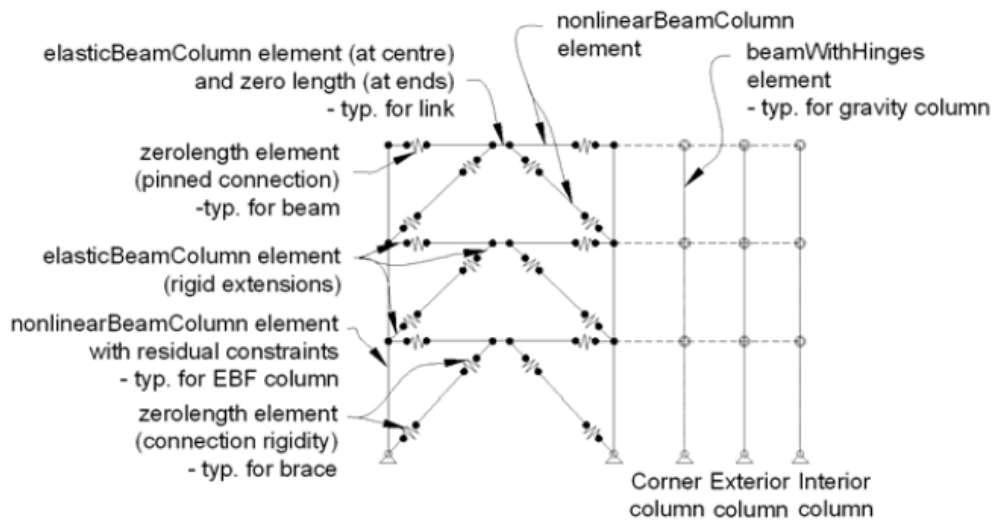 nonlinearBeamColumn
element
elasticBeamColumn element (at centre)
and zero length (at ends)
- typ. for link
beamWithHinges
element
- typ. for gravity column
zerolength element
(pinned connection)
-typ. for beam
elasticBeamColumn element
(rigid extensions)
nonlinearBeamColumn element
with residual constraints
- typ. for EBF column
zerolength element
(connection rigidity)
- typ. for brace
Corner Exterior Interior
column column column